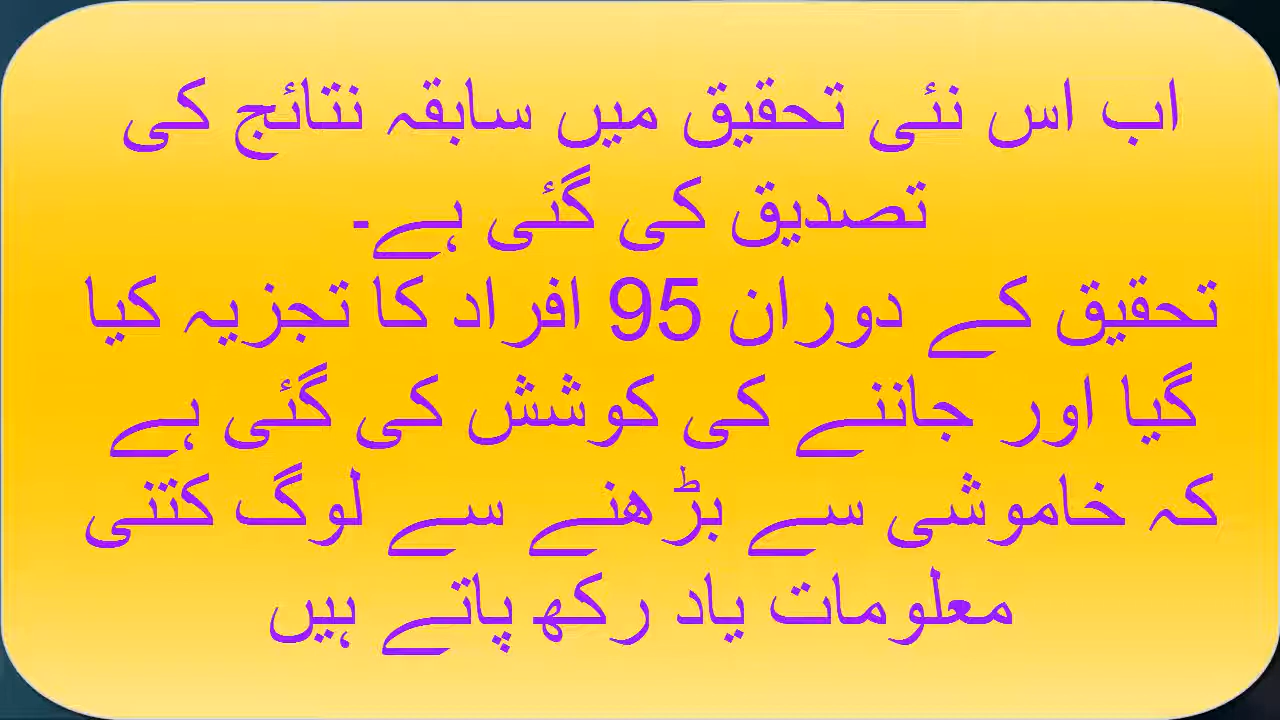 اب اس نئی تحقیق میں سابقہ نتائج کی
تصدیق کی گئی ہے۔
تحقیق کے دوران 95 افراد کا تجزیہ کیا
گیا اور جاننے کی کوشش کی گئی ہے
کہ خاموشی سے بڑھنے سے لوگ کتنی
معلومات یاد رکھ پاتے ہیں